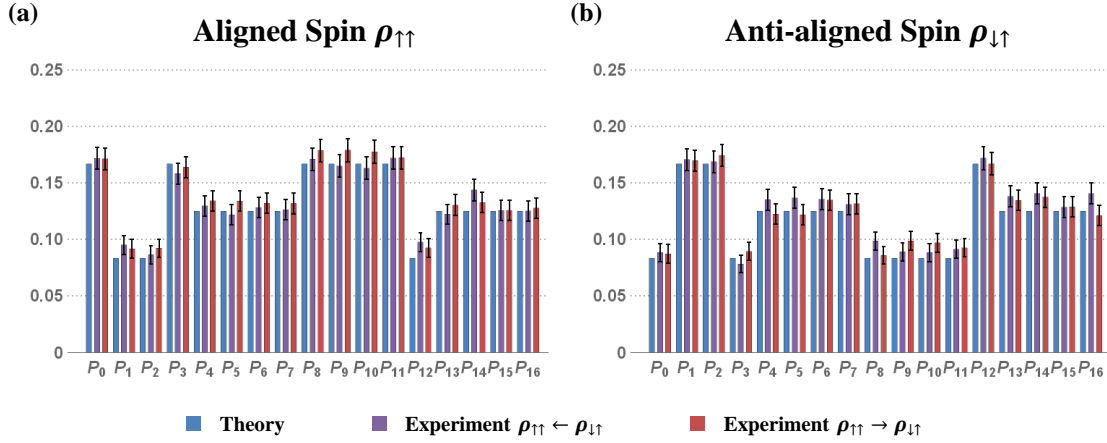 (a)
Aligned Spin ρ↑↑
0.25
0.20
0.15
0.10
0.05
0
P0 P1 P2 P3 P4 P5 P6 P7 P8 P9 P10 P11 P12 P13 P14 P15 P16
(b)
Anti-aligned Spin ρ↓↑
0.25
0.20
0.15
0.10
0.05
0
P0 P1 P2 P3 P4 P5 P6 P7 P8 P9 P10 P11 P12 P13 P14 P15 P16
Theory
Experiment ρ↑↑ ← ρ↓↑
Experiment ρ↑↑ → ρ↓↑